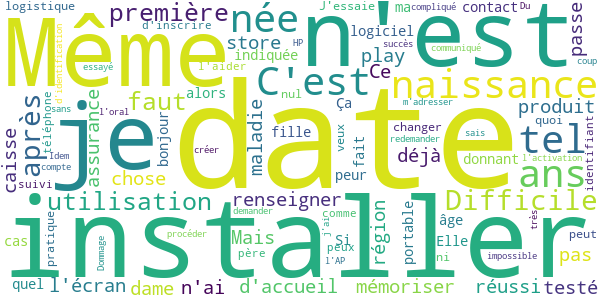 logistique
première
née
n'est
J'essaie
ma
compliqué
Du
contact
passe
d'inscrire
logiciel
HP
succès
communiqué
coup
Même
d'identification
essaye
store
indiquée
l'aider
C'est
play
Ce
naissance
alors
nul
Ça
m'adresser
produit
quoi
identifiant
après
téléphone
sans
je
assurance
faut
l'oral
bonjour
créer
maladie
date
fille
veux
fait
changer
redemander
sais
tel
caisse
Idem
compte
déjà
donnant
l'activation
ans
suivi
chose
peur
utilisation
renseigner
demander
j'ai
comme
région
portable
âge
Difficile
très
installer
cas
pratique
Dommage
procéder
Mais
père
Si
peux
l'AP
Elle
ni
impossible
peut
pas
quel
l'écran
dame
n'ai
d'accueil
mémoriser
réussi
testé